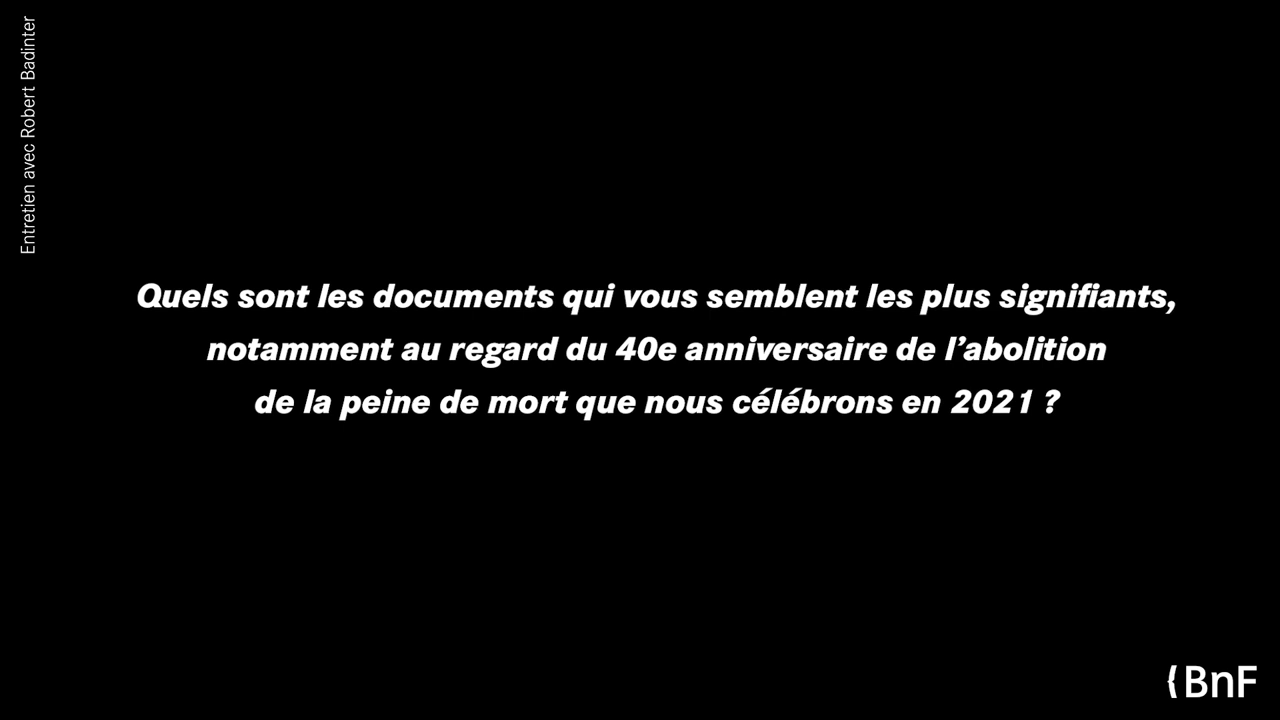 Entretien avec Robert Badinter
Quels sont les documents qui vous semblent les plus signifiants,
notamment au regard du 40e anniversaire de l’abolition
de la peine de mort que nous célébrons en 2021 ?
{BnF